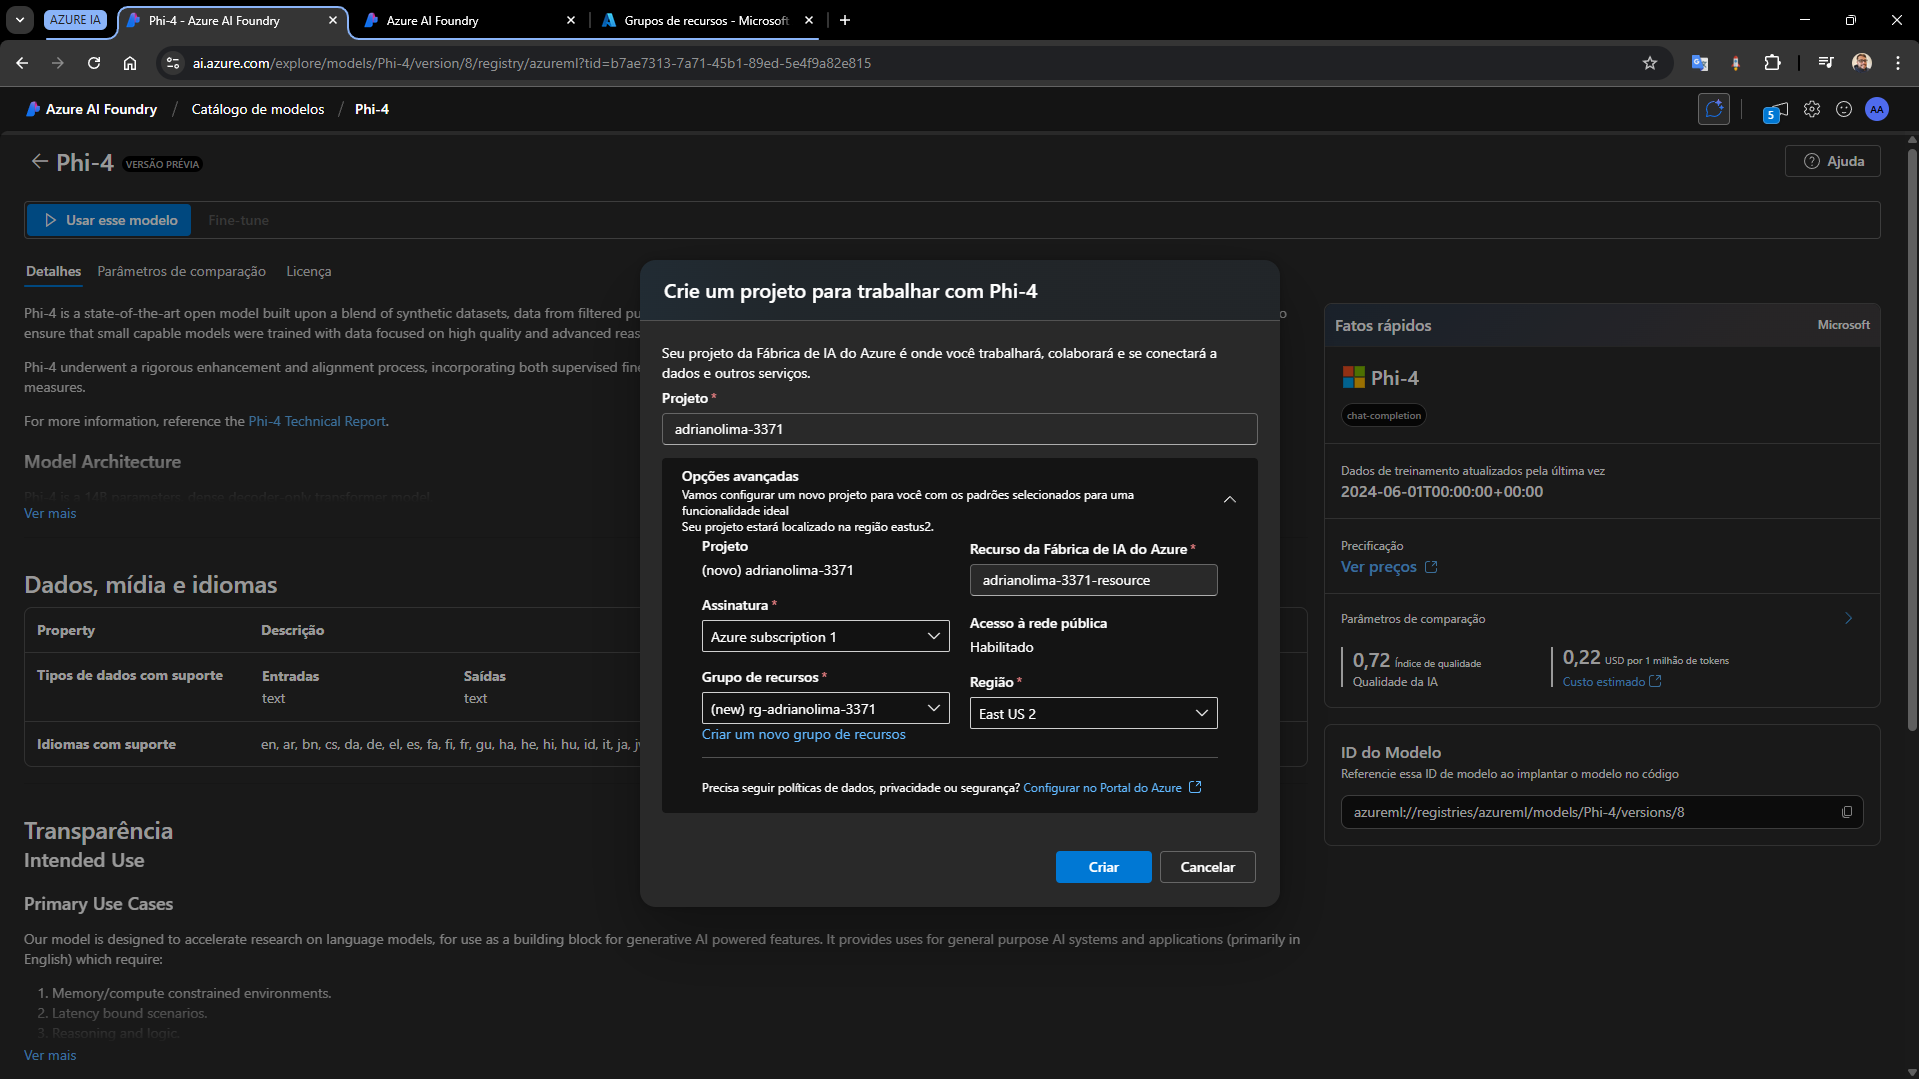 AZURE IA
Phi-4 - Azure AI Foundry
Azure AI Foundry
Grupos de recursos - Microsoft
ai.azure.com/explore/models/Phi-4/version/8/registry/azureml?tid=b7ae7313-7a71-45b1-89ed-5e4f9a82e815
Azure AI Foundry / Catálogo de modelos / Phi-4
5
AA
Phi-4 VERSÃO PRÉVIA
Ajuda
Usar esse modelo Fine-tune
Detalhes Parâmetros de comparação Licença
Phi-4 is a state-of-the-art open model built upon a blend of synthetic datasets, data from filtered pu
ensure that small capable models were trained with data focused on high quality and advanced reas
Phi-4 underwent a rigorous enhancement and alignment process, incorporating both supervised fine
measures.
For more information, reference the Phi-4 Technical Report.
Model Architecture
Phi-4 is a 14B parameters, dense decoder-only transformer model
Ver mais
Dados, mídia e idiomas
Property Descrição
Tipos de dados com suporte Entradas Saídas
text text
Idiomas com suporte en, ar, bn, cs, da, de, el, es, fa, fi, fr, gu, ha, he, hi, hu, id, it, ja, jv
Transparência
Intended Use
Primary Use Cases
Our model is designed to accelerate research on language models, for use as a building block for generative AI powered features. It provides uses for general purpose AI systems and applications (primarily in
English) which require:
1. Memory/compute constrained environments.
2. Latency bound scenarios.
3. Reasoning and logic.
Ver mais
Crie um projeto para trabalhar com Phi-4
Seu projeto da Fábrica de IA do Azure é onde você trabalhará, colaborará e se conectará a
dados e outros serviços.
Projeto *
adrianolima-3371
Opções avançadas
Vamos configurar um novo projeto para você com os padrões selecionados para uma
funcionalidade ideal
Seu projeto estará localizado na região eastus2.
Projeto
(novo) adrianolima-3371
Recurso da Fábrica de IA do Azure *
adrianolima-3371-resource
Assinatura *
Azure subscription 1
Acesso à rede pública
Habilitado
Grupo de recursos *
(new) rg-adrianolima-3371
Criar um novo grupo de recursos
Região *
East US 2
Precisa seguir políticas de dados, privacidade ou segurança? Configurar no Portal do Azure
Criar Cancelar
o
Fatos rápidos Microsoft
Phi-4
chat-completion
Dados de treinamento atualizados pela última vez
2024-06-01T00:00:00+00:00
Precificação
Ver preços
Parâmetros de comparação
0,72 Índice de qualidade
Qualidade da IA
0,22 USD por 1 milhão de tokens
Custo estimado
ID do Modelo
Referencie essa ID de modelo ao implantar o modelo no código
azureml://registries/azureml/models/Phi-4/versions/8